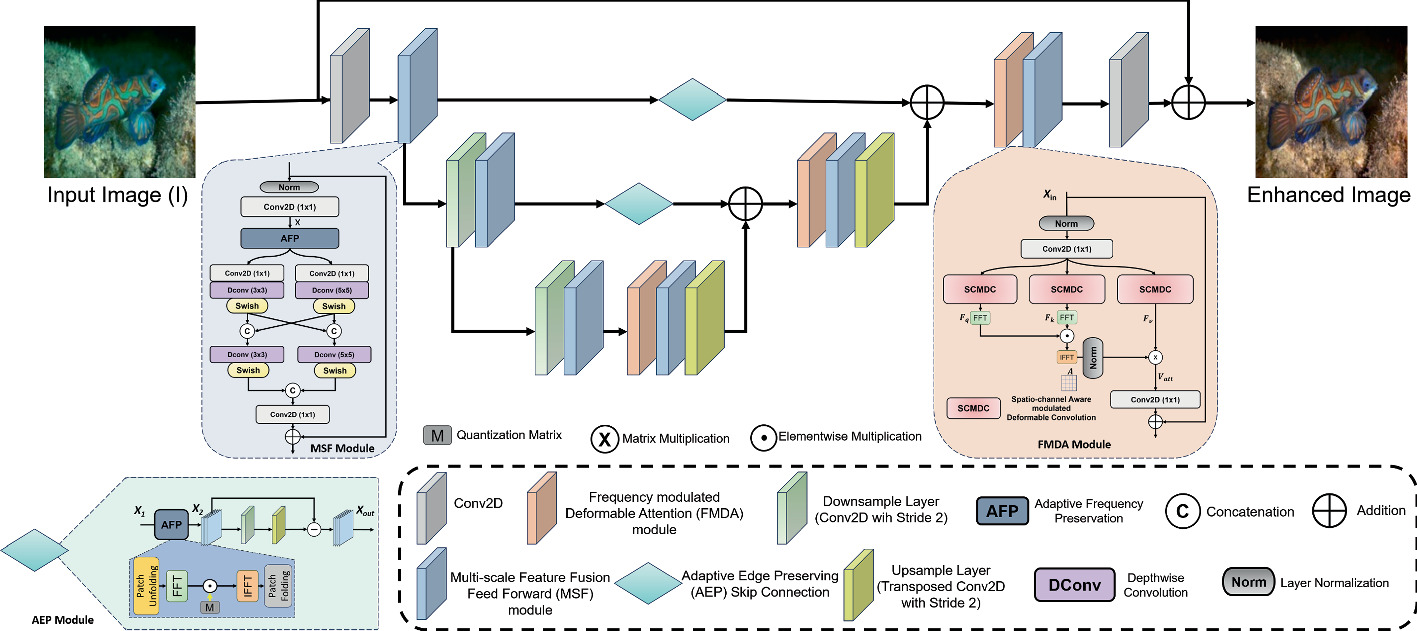 Input Image (I)
Enhanced Image
Norm
Conv2D (1x1)
X
AFP
Conv2D (1x1)
Conv2D (1x1)
Dconv (3x3)
Dconv (5x5)
Swish
Swish
C
C
Dconv (3x3)
Dconv (5x5)
Swish
Swish
C
Conv2D (1x1)
MSF Module
X_in
Norm
Conv2D (1x1)
SCMDC
SCMDC
SCMDC
F_q
FFT
F_k
FFT
F_v
IFFT
Norm
x
A
V_att
SCMDC
Spatio-channel Aware
modulated
Deformable Convolution
Conv2D (1x1)
FMDA Module
M
Quantization Matrix
X
Matrix Multiplication
Elementwise Multiplication
X_1
AFP
X_2
X_out
Patch
Unfolding
FFT
M
IFFT
Patch
Folding
AEP Module
Conv2D
Frequency modulated
Deformable Attention (FMDA)
module
Downsample Layer
(Conv2D wih Stride 2)
AFP
Adaptive Frequency
Preservation
C
Concatenation
Addition
Multi-scale Feature Fusion
Feed Forward (MSF)
module
Adaptive Edge Preserving
(AEP) Skip Connection
Upsample Layer
(Transposed Conv2D
with Stride 2)
DConv
Depthwise
Convolution
Norm
Layer Normalization